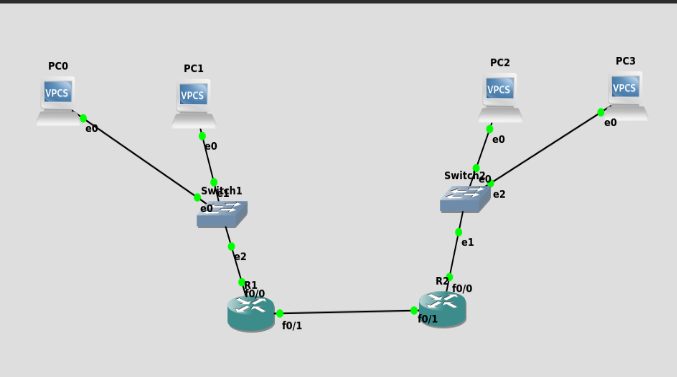 PC0
PC1
PC2
PC3
VPCS
VPCS
VPCS
VPCS
e0
e0
e0
e0
Switch1
e1
e0
Switch2
e0
e2
e2
e1
R1
f0/0
R2
f0/0
f0/1
f0/1